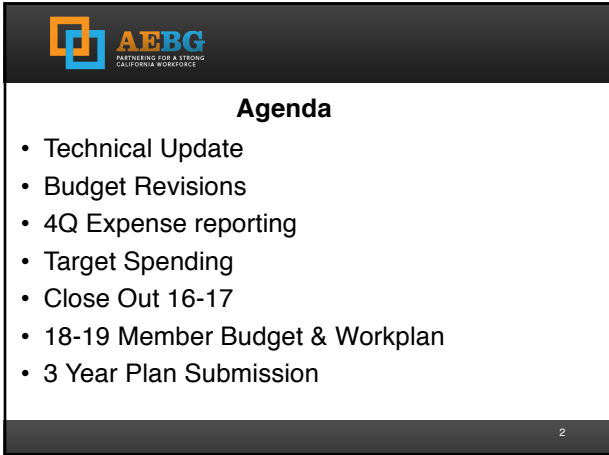 AEBG
PARTNERING FOR A STRONG
CALIFORNIA WORKFORCE
Agenda
• Technical Update
• Budget Revisions
• 4Q Expense reporting
• Target Spending
• Close Out 16-17
• 18-19 Member Budget & Workplan
• 3 Year Plan Submission
2